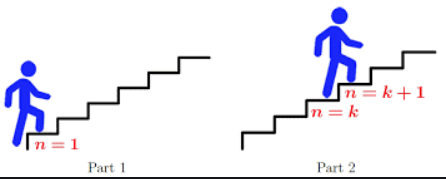 n = 1
Part 1
n = k + 1
n = k
Part 2